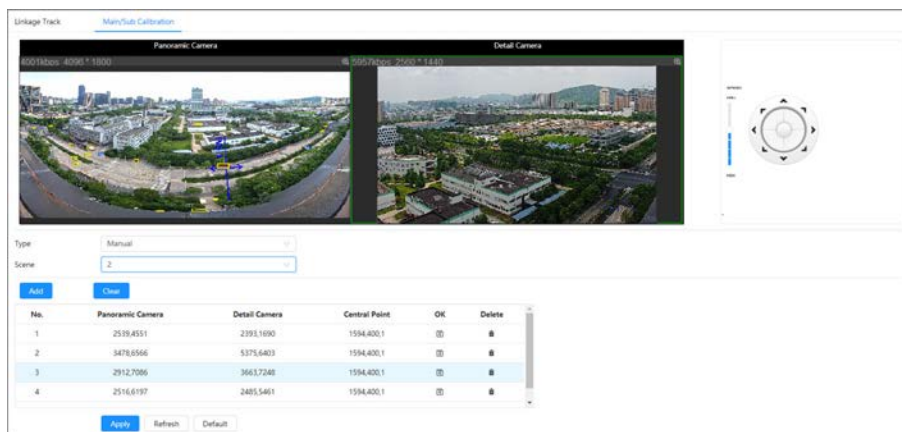 Linkage Track Main/Sub Calibration
Panoramic Camera Detail Camera
4001kbps 4096 * 1800 5957kbps 2560 * 1440
Type Manual
Scene 2
Add Clear
No. Panoramic Camera Detail Camera Central Point OK Delete
1 2539,4551 2393,1690 1594,400,1
2 3478,6566 5375,6403 1594,400,1
3 2912,7086 3663,7248 1594,400,1
4 2516,6197 2485,5461 1594,400,1
Apply Refresh Default